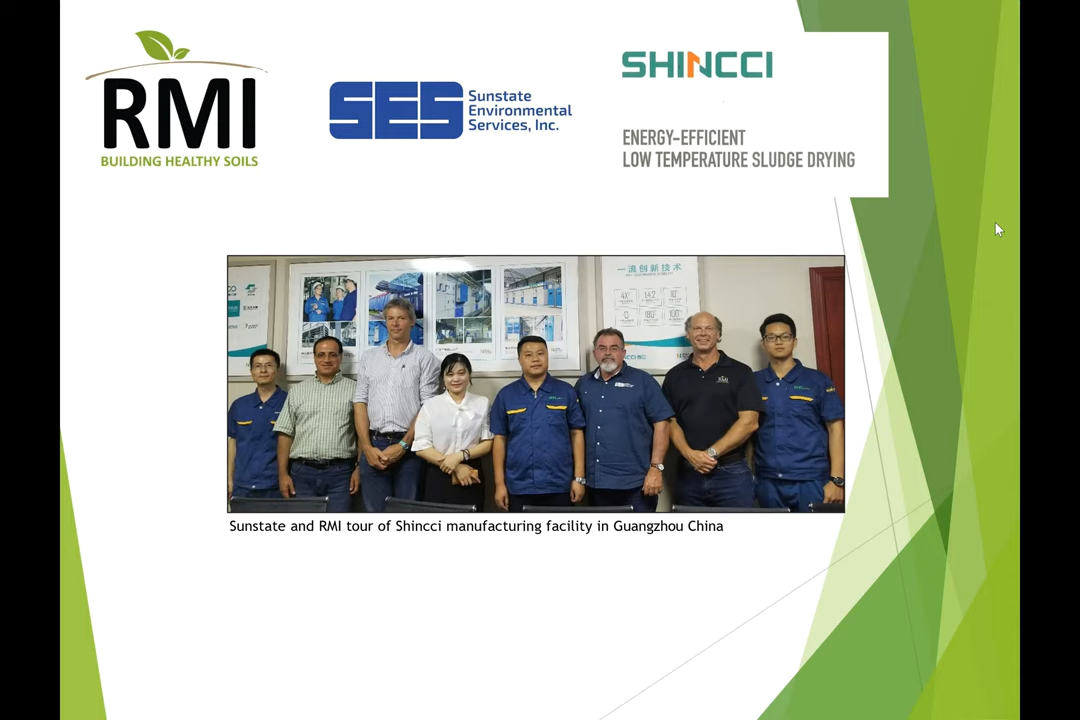 RMI
BUILDING HEALTHY SOILS
SES
Sunstate
Environmental
Services, Inc.
SHINCCI
ENERGY-EFFICIENT
LOW TEMPERATURE SLUDGE DRYING
一流创新技术
Sunstate and RMI tour of Shincci manufacturing facility in Guangzhou China